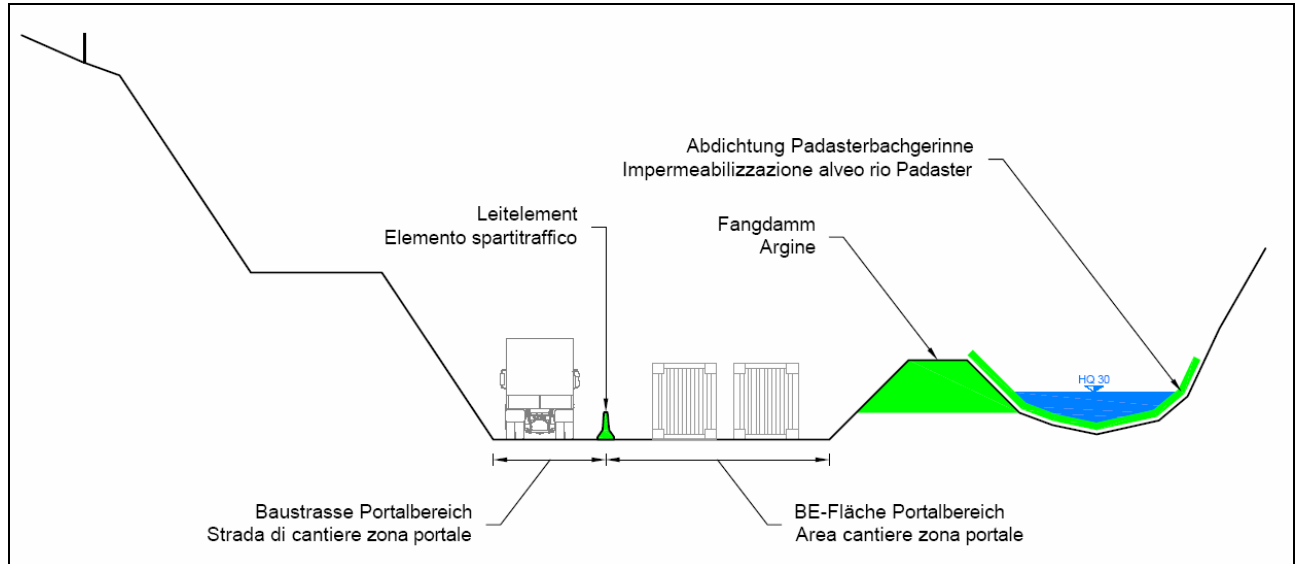 Abdichtung Padasterbachgerinne
Impermeabilizzazione alveo rio Padaster
Leitelement
Elemento spartitraffico
Fangdamm
Argine
HQ 30
Baustrasse Portalbereich
Strada di cantiere zona portale
BE-Fläche Portalbereich
Area cantiere zona portale